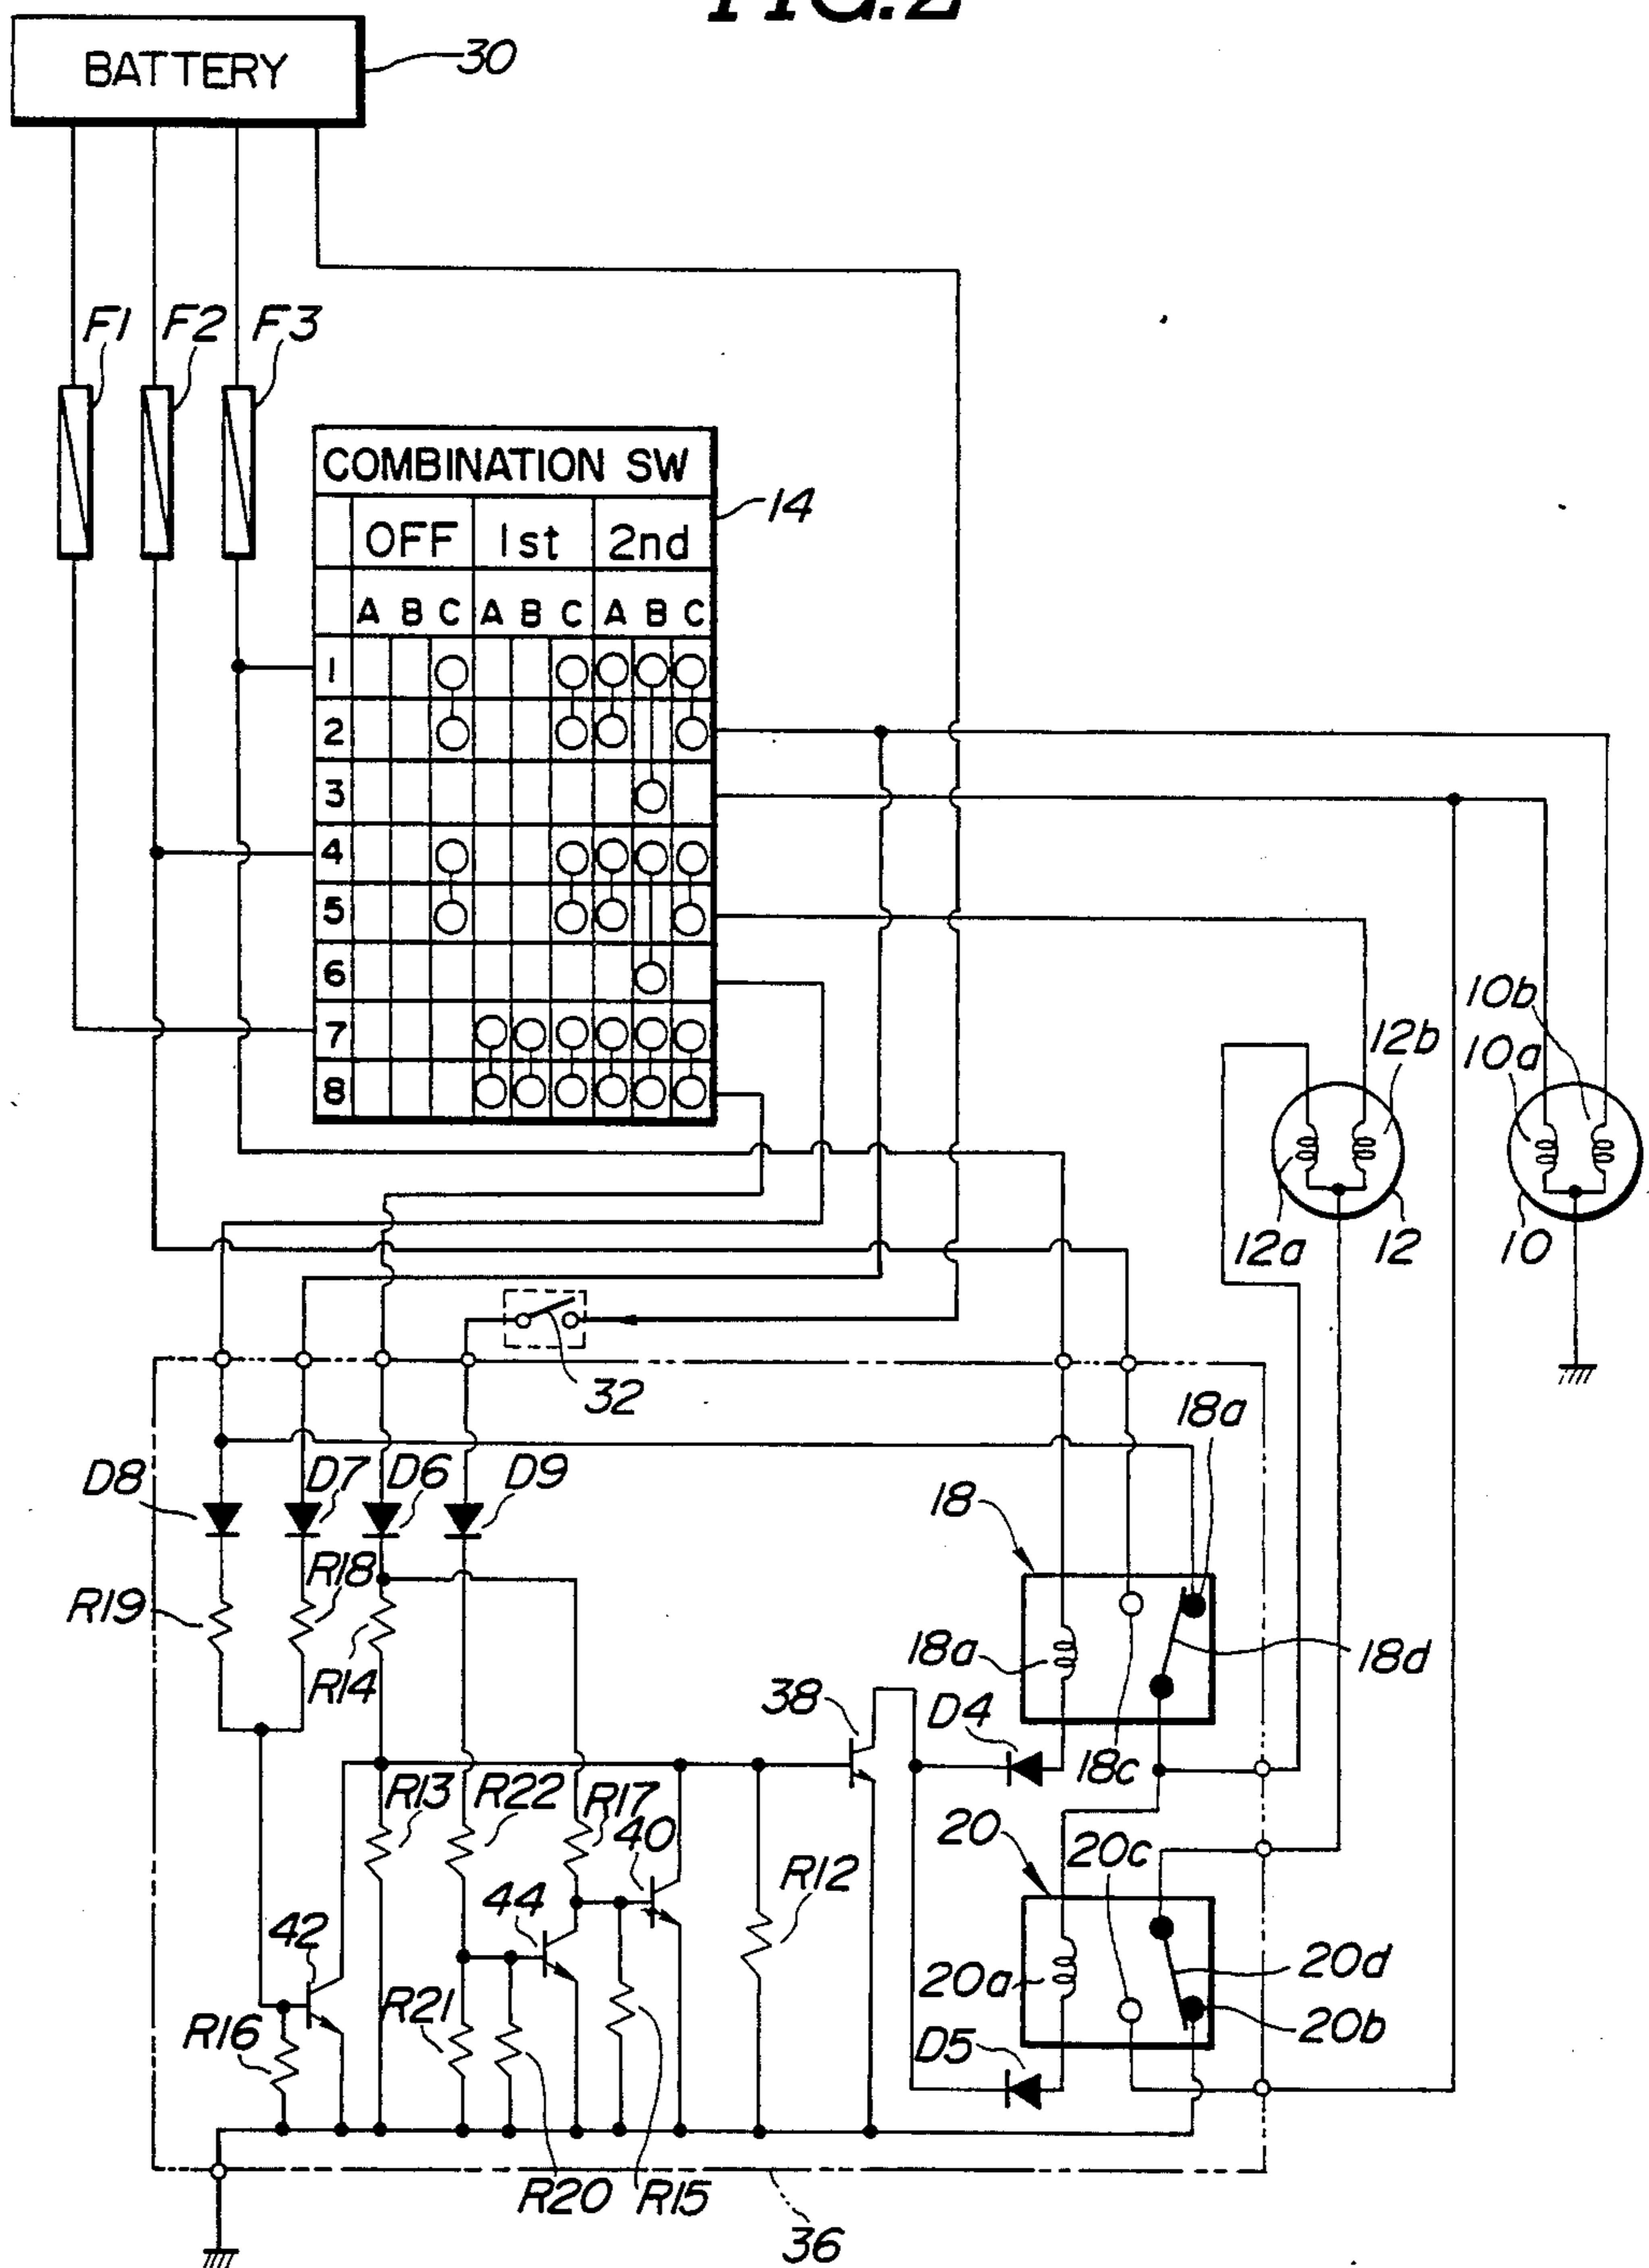 FIG. 2
BATTERY
30
F1 F2 F3
COMBINATION SW
14
OFF 1st 2nd
A B C A B C A B C
1
2
3
4
5
6
7
8
10b
12b
10a
12a
12
10
32
18a
D8
D7
D6
D9
18
R19
R18
R14
18a
18d
38
D4
18c
R13
R22
R17
40
20
20c
R12
42
44
20a
20d
R16
R21
20b
D5
R20
R15
36